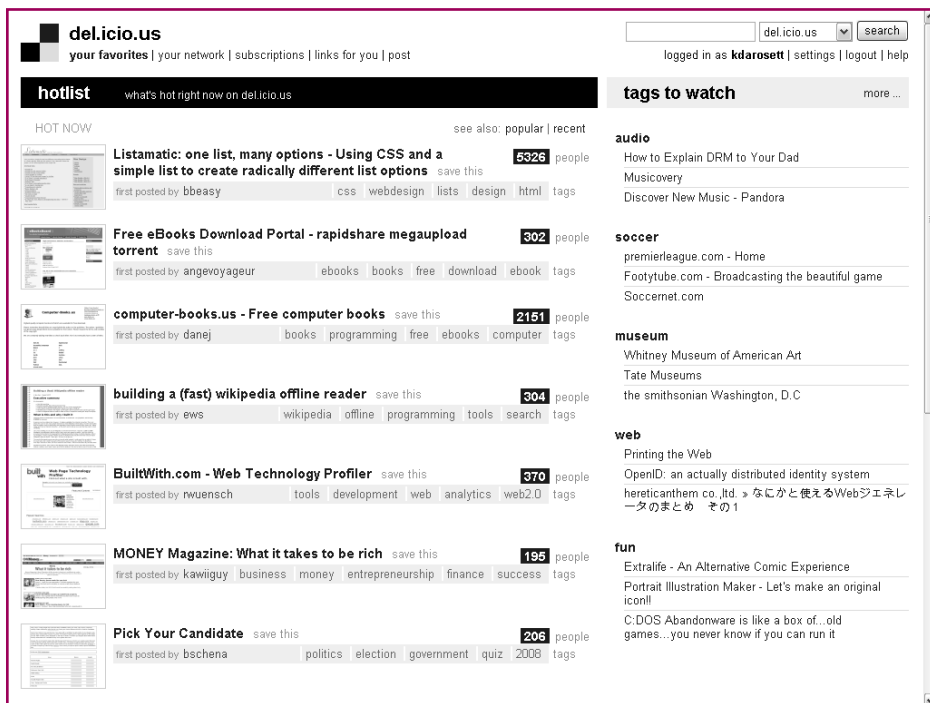 del.icio.us
your favorites | your network | subscriptions | links for you | post
del.icio.us search
logged in as kdarosett | settings | logout | help
hotlist what's hot right now on del.icio.us
HOT NOW see also: popular | recent
Listamatic: one list, many options - Using CSS and a
simple list to create radically different list options save this
5326 people
first posted by bbeasy css webdesign lists design html tags
Free eBooks Download Portal - rapidshare megaupload
torrent save this
302 people
first posted by angevoyageur ebooks books free download ebook tags
computer-books.us - Free computer books save this
2151 people
first posted by danej books programming free ebooks computer tags
building a (fast) wikipedia offline reader save this
304 people
first posted by ews wikipedia offline programming tools search tags
built with
BuiltWith.com - Web Technology Profiler save this
370 people
first posted by rwuensch tools development web analytics web2.0 tags
MONEY Magazine: What it takes to be rich save this
195 people
first posted by kawiiguy business money entrepreneurship finance success tags
Pick Your Candidate save this
206 people
first posted by bschena politics election government quiz 2008 tags
tags to watch more ...
audio
How to Explain DRM to Your Dad
Musicovery
Discover New Music - Pandora
soccer
premierleague.com - Home
Footytube.com - Broadcasting the beautiful game
Soccernet.com
museum
Whitney Museum of American Art
Tate Museums
the smithsonian Washington, D.C
web
Printing the Web
OpenID: an actually distributed identity system
hereticanthem co.,ltd. » なにかと使えるWebジェネレ
ータのまとめ その1
fun
Extralife - An Alternative Comic Experience
Portrait Illustration Maker - Let's make an original
icon!!
C:DOS Abandonware is like a box of...old
games...you never know if you can run it